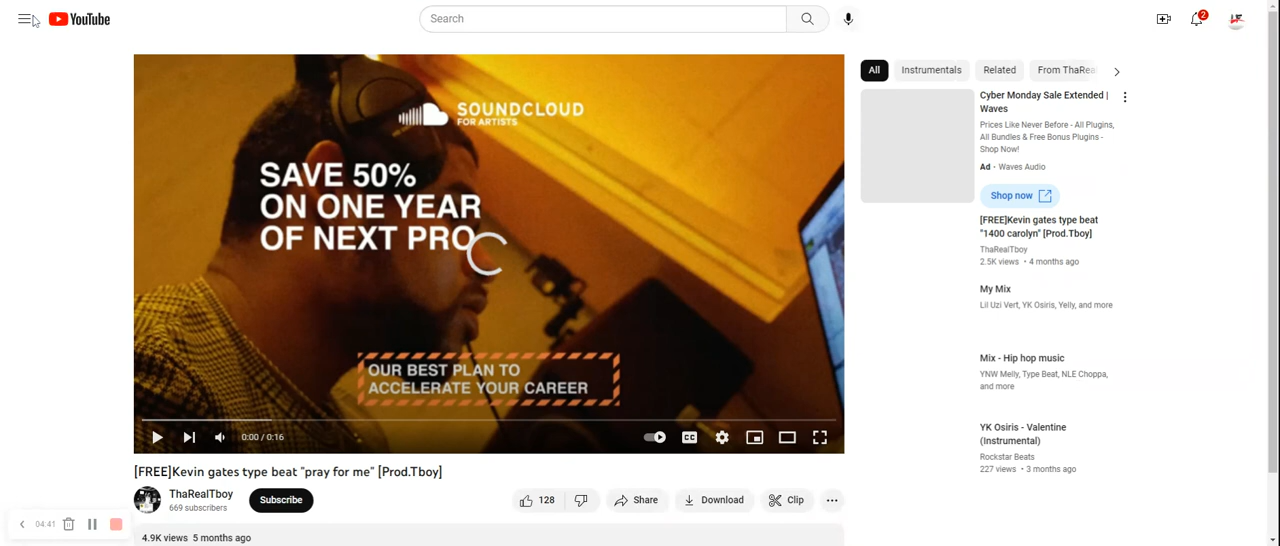 YouTube
Search
2
SOUNDCLOUD
FOR ARTISTS
SAVE 50%
ON ONE YEAR
OF NEXT PRO
OUR BEST PLAN TO
ACCELERATE YOUR CAREER
0:00 / 0:16
CC
[FREE]Kevin gates type beat "pray for me" [Prod.Tboy]
ThaRealTboy
669 subscribers
Subscribe
128
Share
Download
Clip
4.9K views 5 months ago
04:41
All
Instrumentals
Related
From ThaRea
Cyber Monday Sale Extended |
Waves
Prices Like Never Before - All Plugins,
All Bundles & Free Bonus Plugins -
Shop Now!
Ad · Waves Audio
Shop now
[FREE]Kevin gates type beat
"1400 carolyn" [Prod.Tboy]
ThaRealTboy
2.5K views • 4 months ago
My Mix
Lil Uzi Vert, YK Osiris, Yelly, and more
Mix - Hip hop music
YNW Melly, Type Beat, NLE Choppa,
and more
YK Osiris - Valentine
(Instrumental)
Rockstar Beats
227 views • 3 months ago